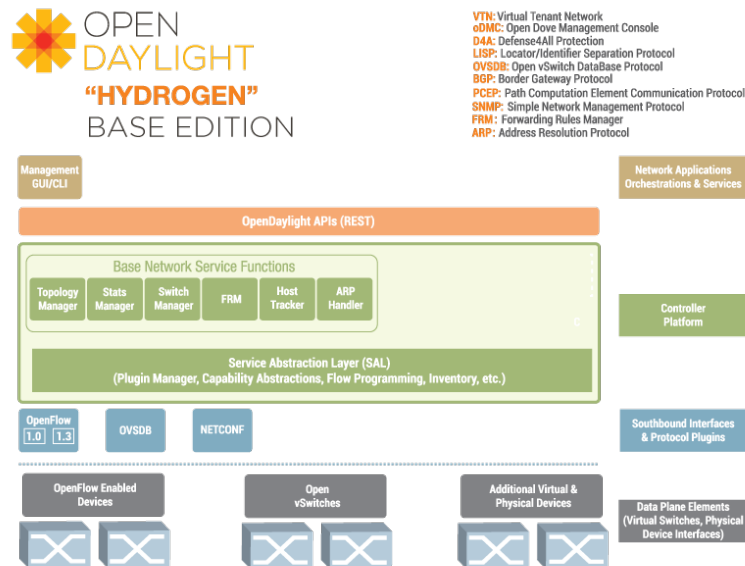 OPEN
DAYLIGHT
“HYDROGEN”
BASE EDITION
VTN: Virtual Tenant Network
oDMC: Open Dove Management Console
D4A: Defense4All Protection
LISP: Locator/Identifier Separation Protocol
OVSDB: Open vSwitch DataBase Protocol
BGP: Border Gateway Protocol
PCEP: Path Computation Element Communication Protocol
SNMP: Simple Network Management Protocol
FRM: Forwarding Rules Manager
ARP: Address Resolution Protocol
Management
GUI/CLI
Network Applications
Orchestrations & Services
OpenDaylight APIs (REST)
Base Network Service Functions
Topology
Manager
Stats
Manager
Switch
Manager
FRM
Host
Tracker
ARP
Handler
Controller
Platform
Service Abstraction Layer (SAL)
(Plugin Manager, Capability Abstractions, Flow Programming, Inventory, etc.)
OpenFlow
1.0 1.3
OVSDB
NETCONF
Southbound Interfaces
& Protocol Plugins
OpenFlow Enabled
Devices
Open
vSwitches
Additional Virtual &
Physical Devices
Data Plane Elements
(Virtual Switches, Physical
Device Interfaces)